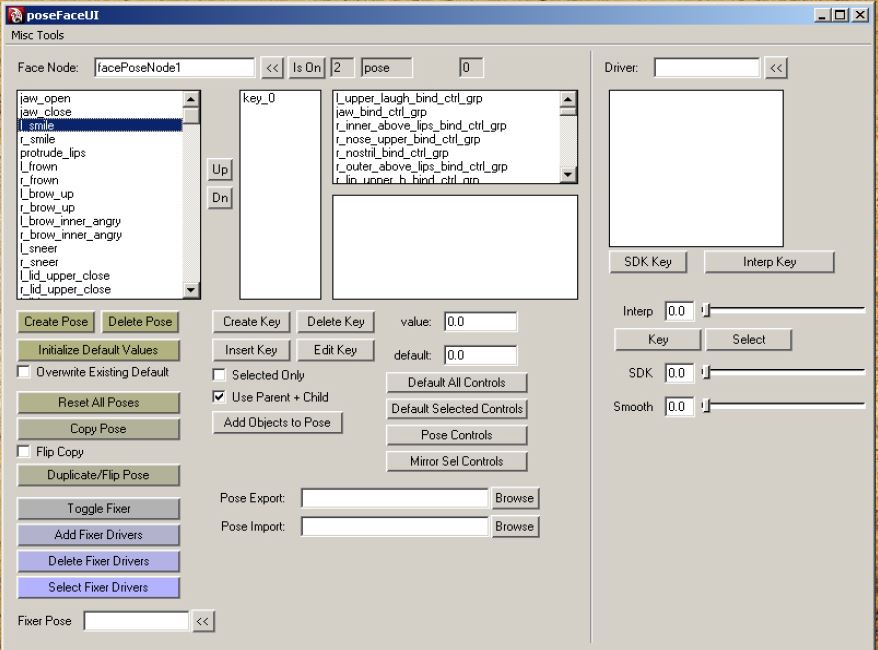 poseFaceUI
Misc Tools
Face Node: facePoseNode1 << Is On 2 pose 0
Driver: <<
jaw_open
jaw_close
l_smile
r_smile
protrude_lips
l_frown
r_frown
l_brow_up
r_brow_up
l_brow_inner_angry
r_brow_inner_angry
l_sneer
r_sneer
l_lid_upper_close
r_lid_upper_close
Up
Dn
key_0
l_upper_laugh_bind_ctrl_grp
jaw_bind_ctrl_grp
r_inner_above_lips_bind_ctrl_grp
r_nose_upper_bind_ctrl_grp
r_nostril_bind_ctrl_grp
r_outer_above_lips_bind_ctrl_grp
r_lip_upper_b_bind_ctrl_grp
SDK Key Interp Key
Create Pose Delete Pose
Initialize Default Values
Overwrite Existing Default
Reset All Poses
Copy Pose
Flip Copy
Duplicate/Flip Pose
Toggle Fixer
Add Fixer Drivers
Delete Fixer Drivers
Select Fixer Drivers
Fixer Pose <<
Create Key Delete Key
Insert Key Edit Key
Selected Only
Use Parent + Child
Add Objects to Pose
value: 0.0
default: 0.0
Default All Controls
Default Selected Controls
Pose Controls
Mirror Sel Controls
Pose Export: Browse
Pose Import: Browse
Interp 0.0
Key Select
SDK 0.0
Smooth 0.0